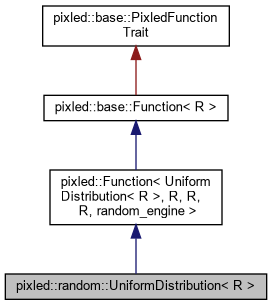 pixled::base::PixledFunction
Trait
pixled::base::Function< R >
pixled::Function< Uniform
Distribution< R >, R, R,
R, random_engine >
pixled::random::UniformDistribution< R >